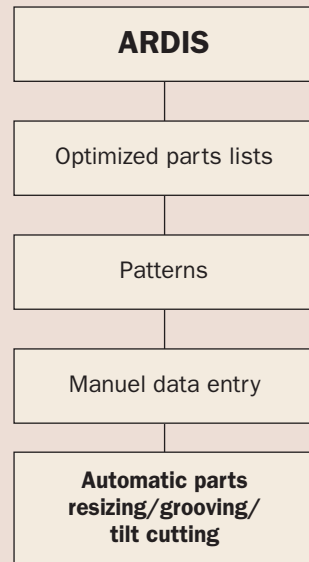 ARDIS
Optimized parts lists
Patterns
Manuel data entry
Automatic parts
resizing/grooving/
tilt cutting